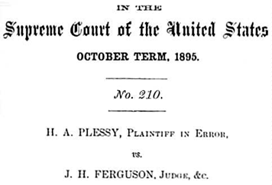 IN THE
Supreme Court of the United States
OCTOBER TERM, 1895.
No. 210.
H. A. PLESSY, PLAINTIFF IN ERROR,
vs.
J. H. FERGUSON, JUDGE, &c.